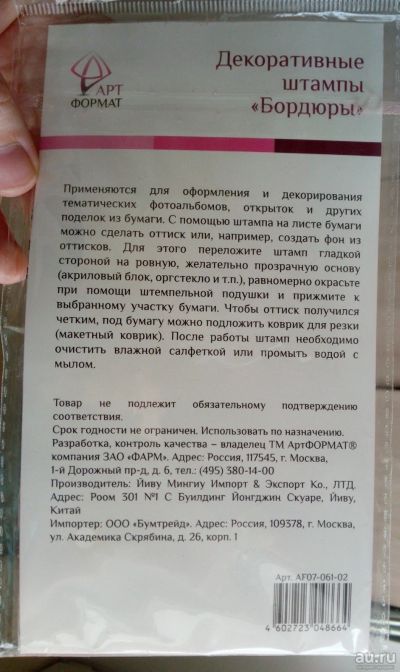 АРТ
ФОРМАТ
Декоративные
штампы
«Бордюры»
Применяются для оформления и декорирования
тематических фотоальбомов, открыток и других
поделок из бумаги. С помощью штампа на листе бумаги
можно сделать оттиск или, например, создать фон из
оттисков. Для этого переложите штамп гладкой
стороной на ровную, желательно прозрачную основу
(акриловый блок, оргстекло и т.п.), равномерно окрасьте
при помощи штемпельной подушки и прижмите к
выбранному участку бумаги. Чтобы оттиск получился
четким, под бумагу можно подложить коврик для резки
(макетный коврик). После работы штамп необходимо
очистить влажной салфеткой или промыть водой с
мылом.
Товар не подлежит обязательному подтверждению
соответствия.
Срок годности не ограничен. Использовать по назначению.
Разработка, контроль качества – владелец ТМ АртФОРМАТ®
компания ЗАО «ФАРМ». Адрес: Россия, 117545, г. Москва,
1-й Дорожный пр-д, д. 6, тел.: (495) 380-14-00
Производитель: Йиву Мингиу Импорт & Экспорт Ко., ЛТД.
Адрес: Роом 301 №1 С Буилдинг Йонгджин Скуаре, Йиву,
Китай
Импортер: ООО «Бумтрейд». Адрес: Россия, 109378, г. Москва,
ул. Академика Скрябина, д. 26, корп. 1
Арт. AF07-061-02
4602723048664
au.ru